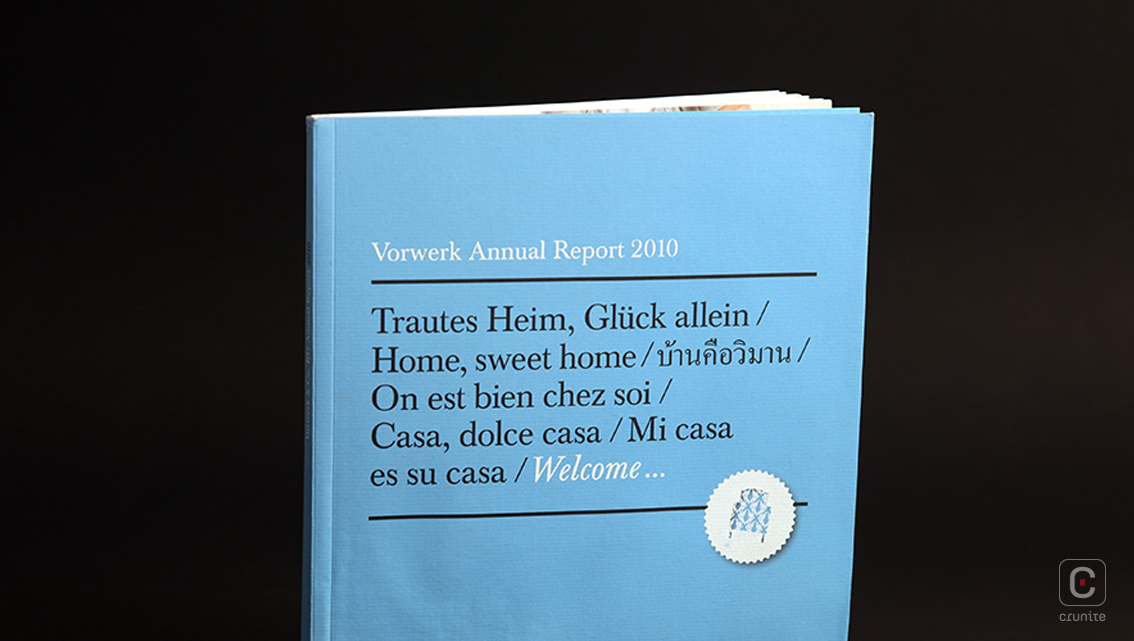 Vorwerk Annual Report 2010
Trautes Heim, Glück allein /
Home, sweet home / บ้านคือวิมาน /
On est bien chez soi /
Casa, dolce casa / Mi casa
es su casa / Welcome ...
crunite